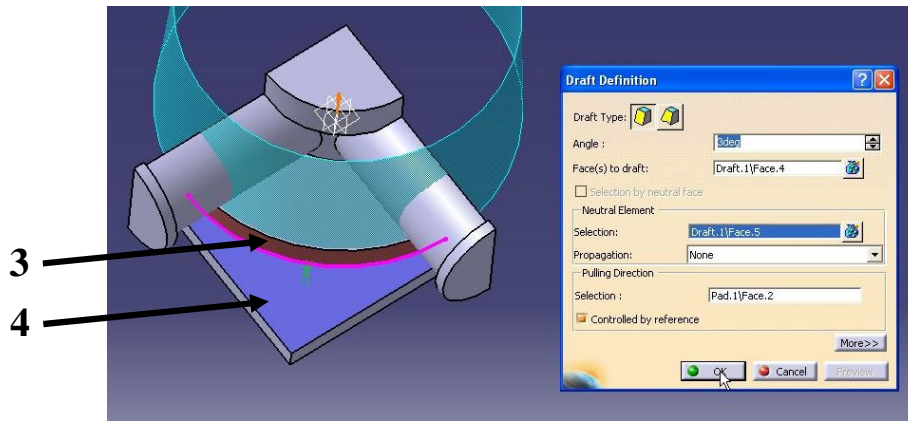 3
4
Draft Definition
Draft Type:
Angle :
3deg
Face(s) to draft:
Draft.1\Face.4
Selection by neutral face
Neutral Element
Selection:
Draft.1\Face.5
Propagation:
None
Pulling Direction
Selection :
Pad.1\Face.2
Controlled by reference
More>>
OK
Cancel
Preview